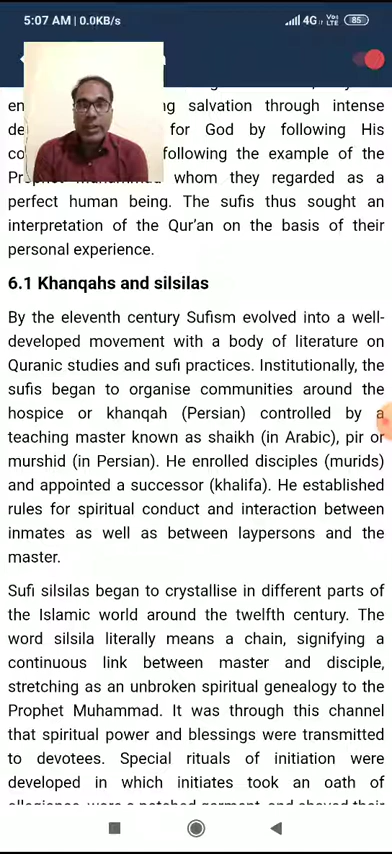 5:07 AM | 0.0KB/s 4G VoLTE 85
en ng salvation through intense
de for God by following His
co following the example of the
Pr whom they regarded as a
perfect human being. The sufis thus sought an
interpretation of the Qur'an on the basis of their
personal experience.
6.1 Khanqahs and silsilas
By the eleventh century Sufism evolved into a well-
developed movement with a body of literature on
Quranic studies and sufi practices. Institutionally, the
sufis began to organise communities around the
hospice or khanqah (Persian) controlled by a
teaching master known as shaikh (in Arabic), pir or
murshid (in Persian). He enrolled disciples (murids)
and appointed a successor (khalifa). He established
rules for spiritual conduct and interaction between
inmates as well as between laypersons and the
master.
Sufi silsilas began to crystallise in different parts of
the Islamic world around the twelfth century. The
word silsila literally means a chain, signifying a
continuous link between master and disciple,
stretching as an unbroken spiritual genealogy to the
Prophet Muhammad. It was through this channel
that spiritual power and blessings were transmitted
to devotees. Special rituals of initiation were
developed in which initiates took an oath of